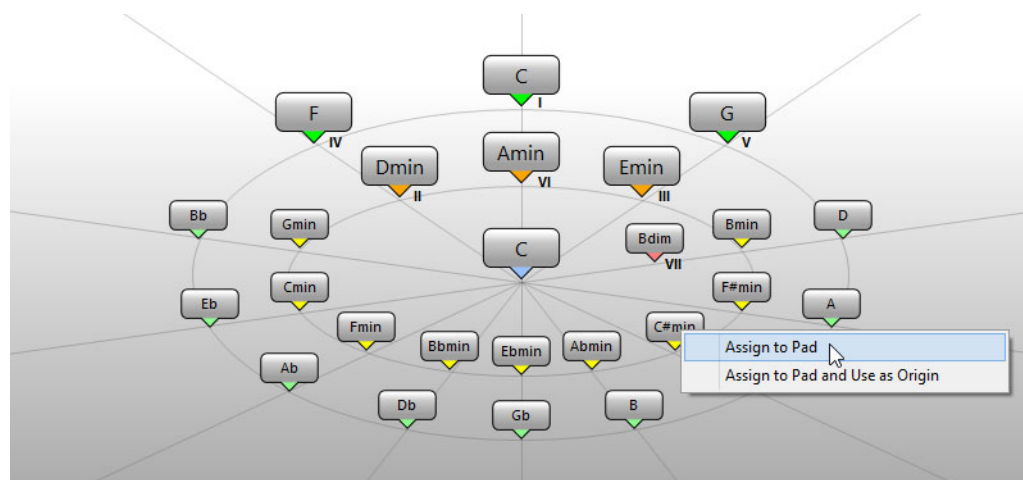 C
I
F
IV
G
V
Amin
VI
Dmin
II
Emin
III
Bb
Gmin
C
Bdim
VII
Bmin
D
Eb
Cmin
F#min
A
Fmin
C#min
Bbmin
Ebmin
Abmin
Assign to Pad
Assign to Pad and Use as Origin
Ab
Db
Gb
B